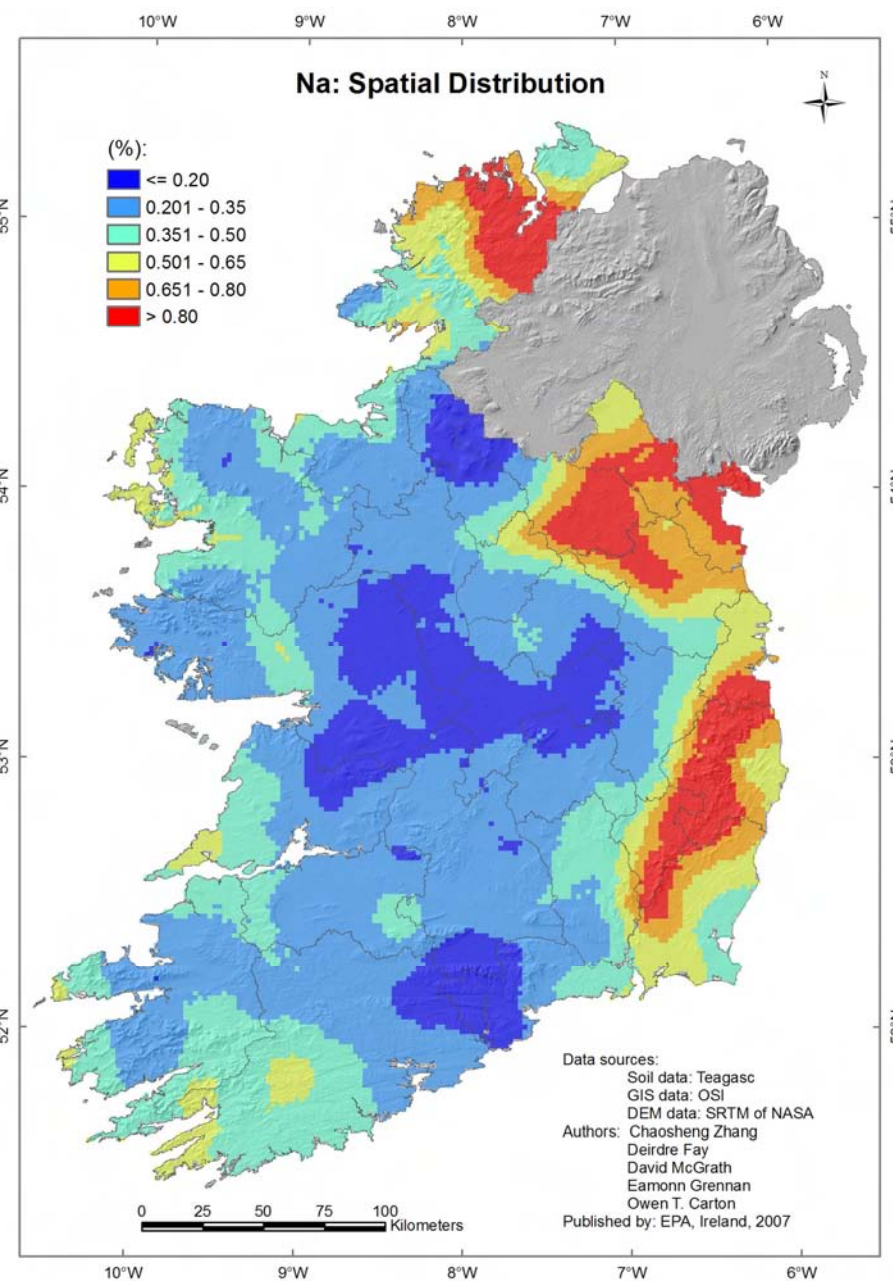 10°W 9°W 8°W 7°W 6°W
Na: Spatial Distribution
N
(%):
<= 0.20
0.201 - 0.35
0.351 - 0.50
0.501 - 0.65
0.651 - 0.80
> 0.80
55°N
54°N
53°N
52°N
Data sources:
Soil data: Teagasc
GIS data: OSI
DEM data: SRTM of NASA
Authors: Chaosheng Zhang
Deirdre Fay
David McGrath
Eamonn Grennan
Owen T. Carton
Published by: EPA, Ireland, 2007
0 25 50 75 100
Kilometers
10°W 9°W 8°W 7°W 6°W